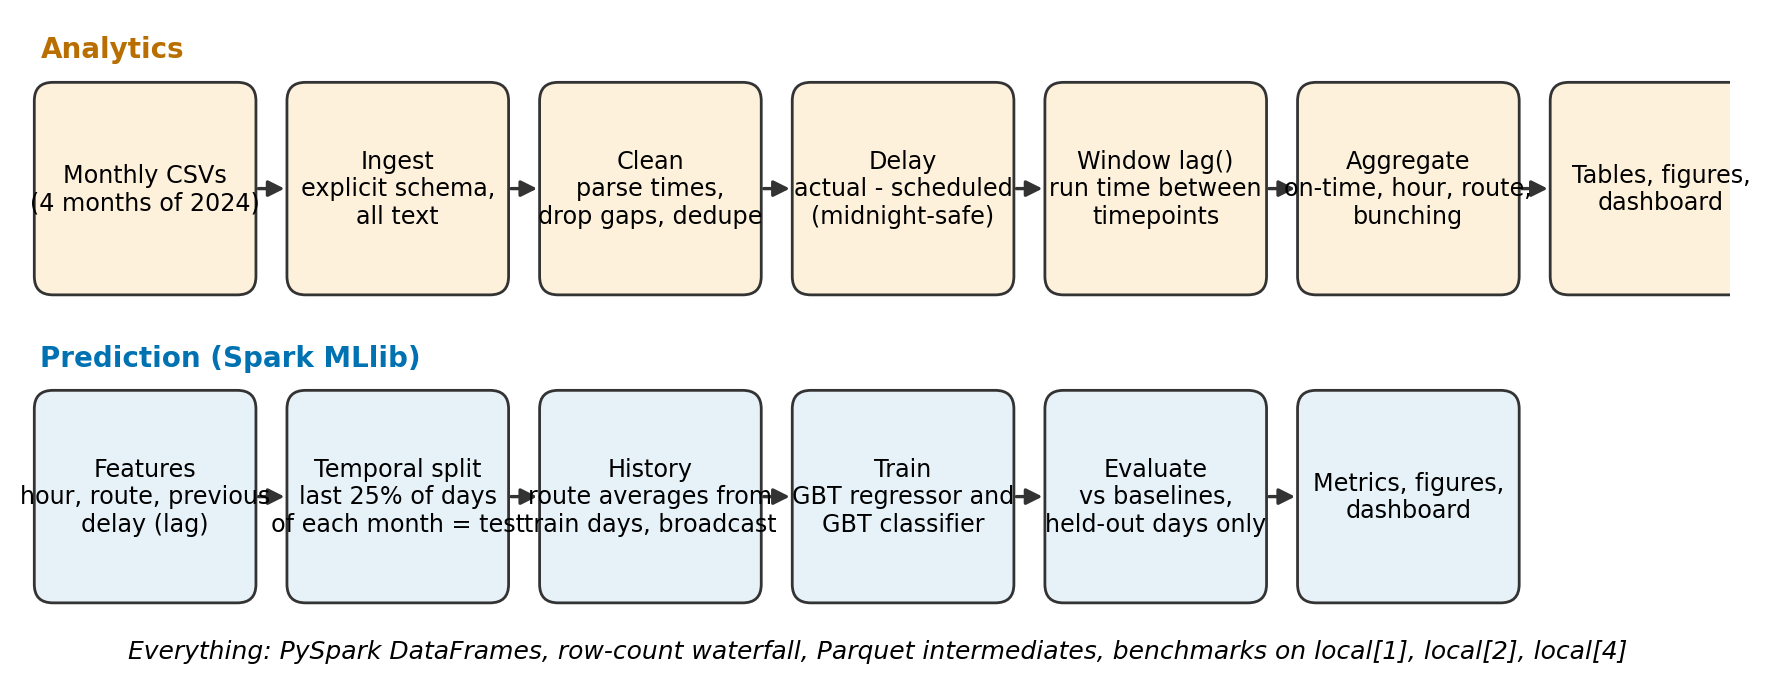 Analytics
Monthly CSVs
(4 months of 2024)
Ingest
explicit schema,
all text
Clean
parse times,
drop gaps, dedupe
Delay
actual - scheduled
(midnight-safe)
Window lag()
run time between
timepoints
Aggregate
on-time, hour, route,
bunching
Tables, figures,
dashboard
Prediction (Spark MLlib)
Features
hour, route, previous
delay (lag)
Temporal split
last 25% of days
of each month = test
History
route averages from
train days, broadcast
Train
GBT regressor and
GBT classifier
Evaluate
vs baselines,
held-out days only
Metrics, figures,
dashboard
Everything: PySpark DataFrames, row-count waterfall, Parquet intermediates, benchmarks on local[1], local[2], local[4]